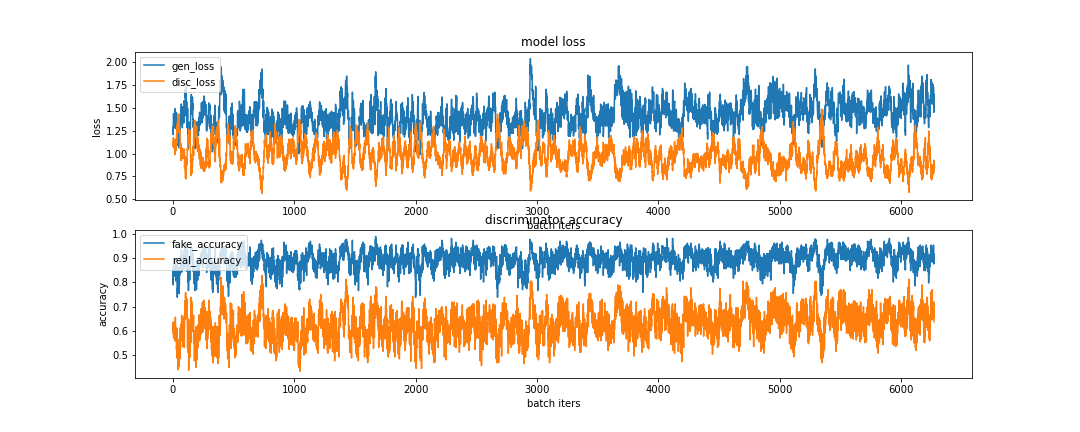 model loss
2.00
1.75
1.50
1.25
1.00
0.75
0.50
loss
gen_loss
disc_loss
0 1000 2000 3000 4000 5000 6000
batch iters
discriminator accuracy
1.0
0.9
0.8
0.7
0.6
0.5
accuracy
fake_accuracy
real_accuracy
0 1000 2000 3000 4000 5000 6000
batch iters